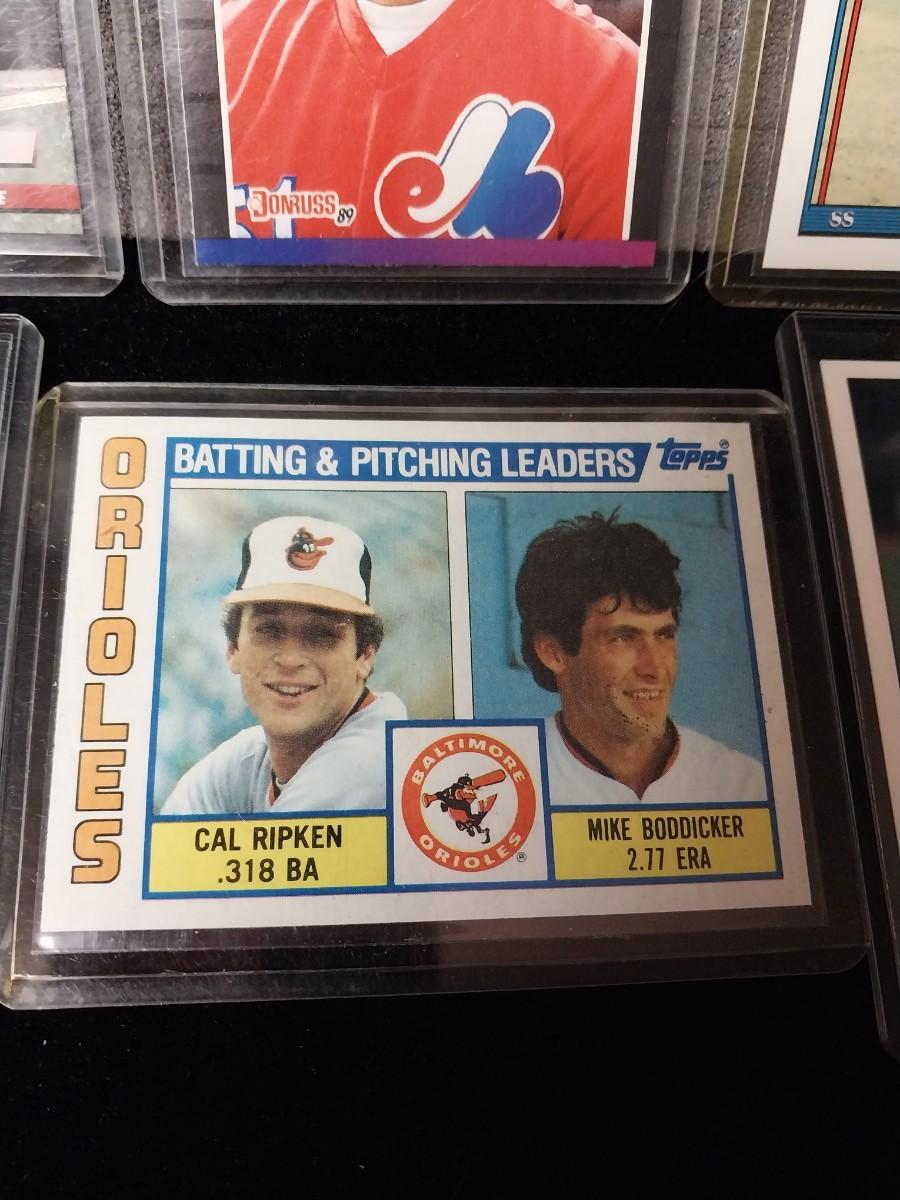 DONRUSS 89
SS
BATTING & PITCHING LEADERS
topps
ORIOLES
BALTIMORE
ORIOLES
®
CAL RIPKEN
.318 BA
MIKE BODDICKER
2.77 ERA